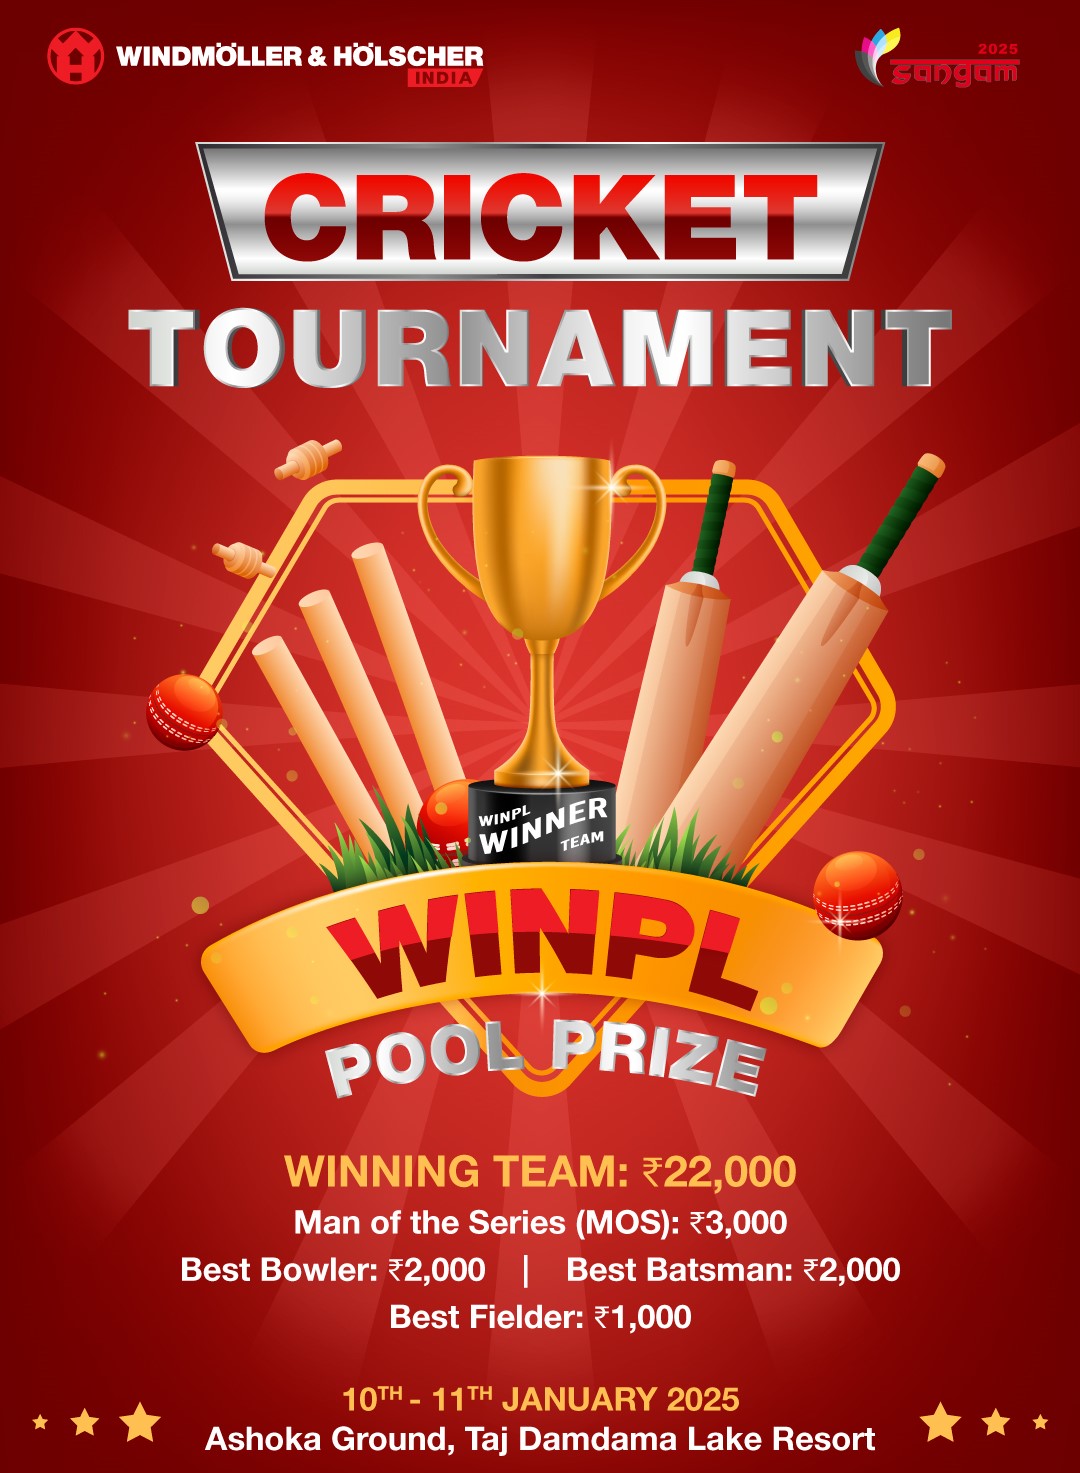 WINDMÖLLER & HÖLSCHER
INDIA
2025
sangam
CRICKET
TOURNAMENT
WINPL
WINNER
TEAM
WINPL
POOL PRIZE
WINNING TEAM: ₹22,000
Man of the Series (MOS): ₹3,000
Best Bowler: ₹2,000 | Best Batsman: ₹2,000
Best Fielder: ₹1,000
10TH - 11TH JANUARY 2025
Ashoka Ground, Taj Damdama Lake Resort